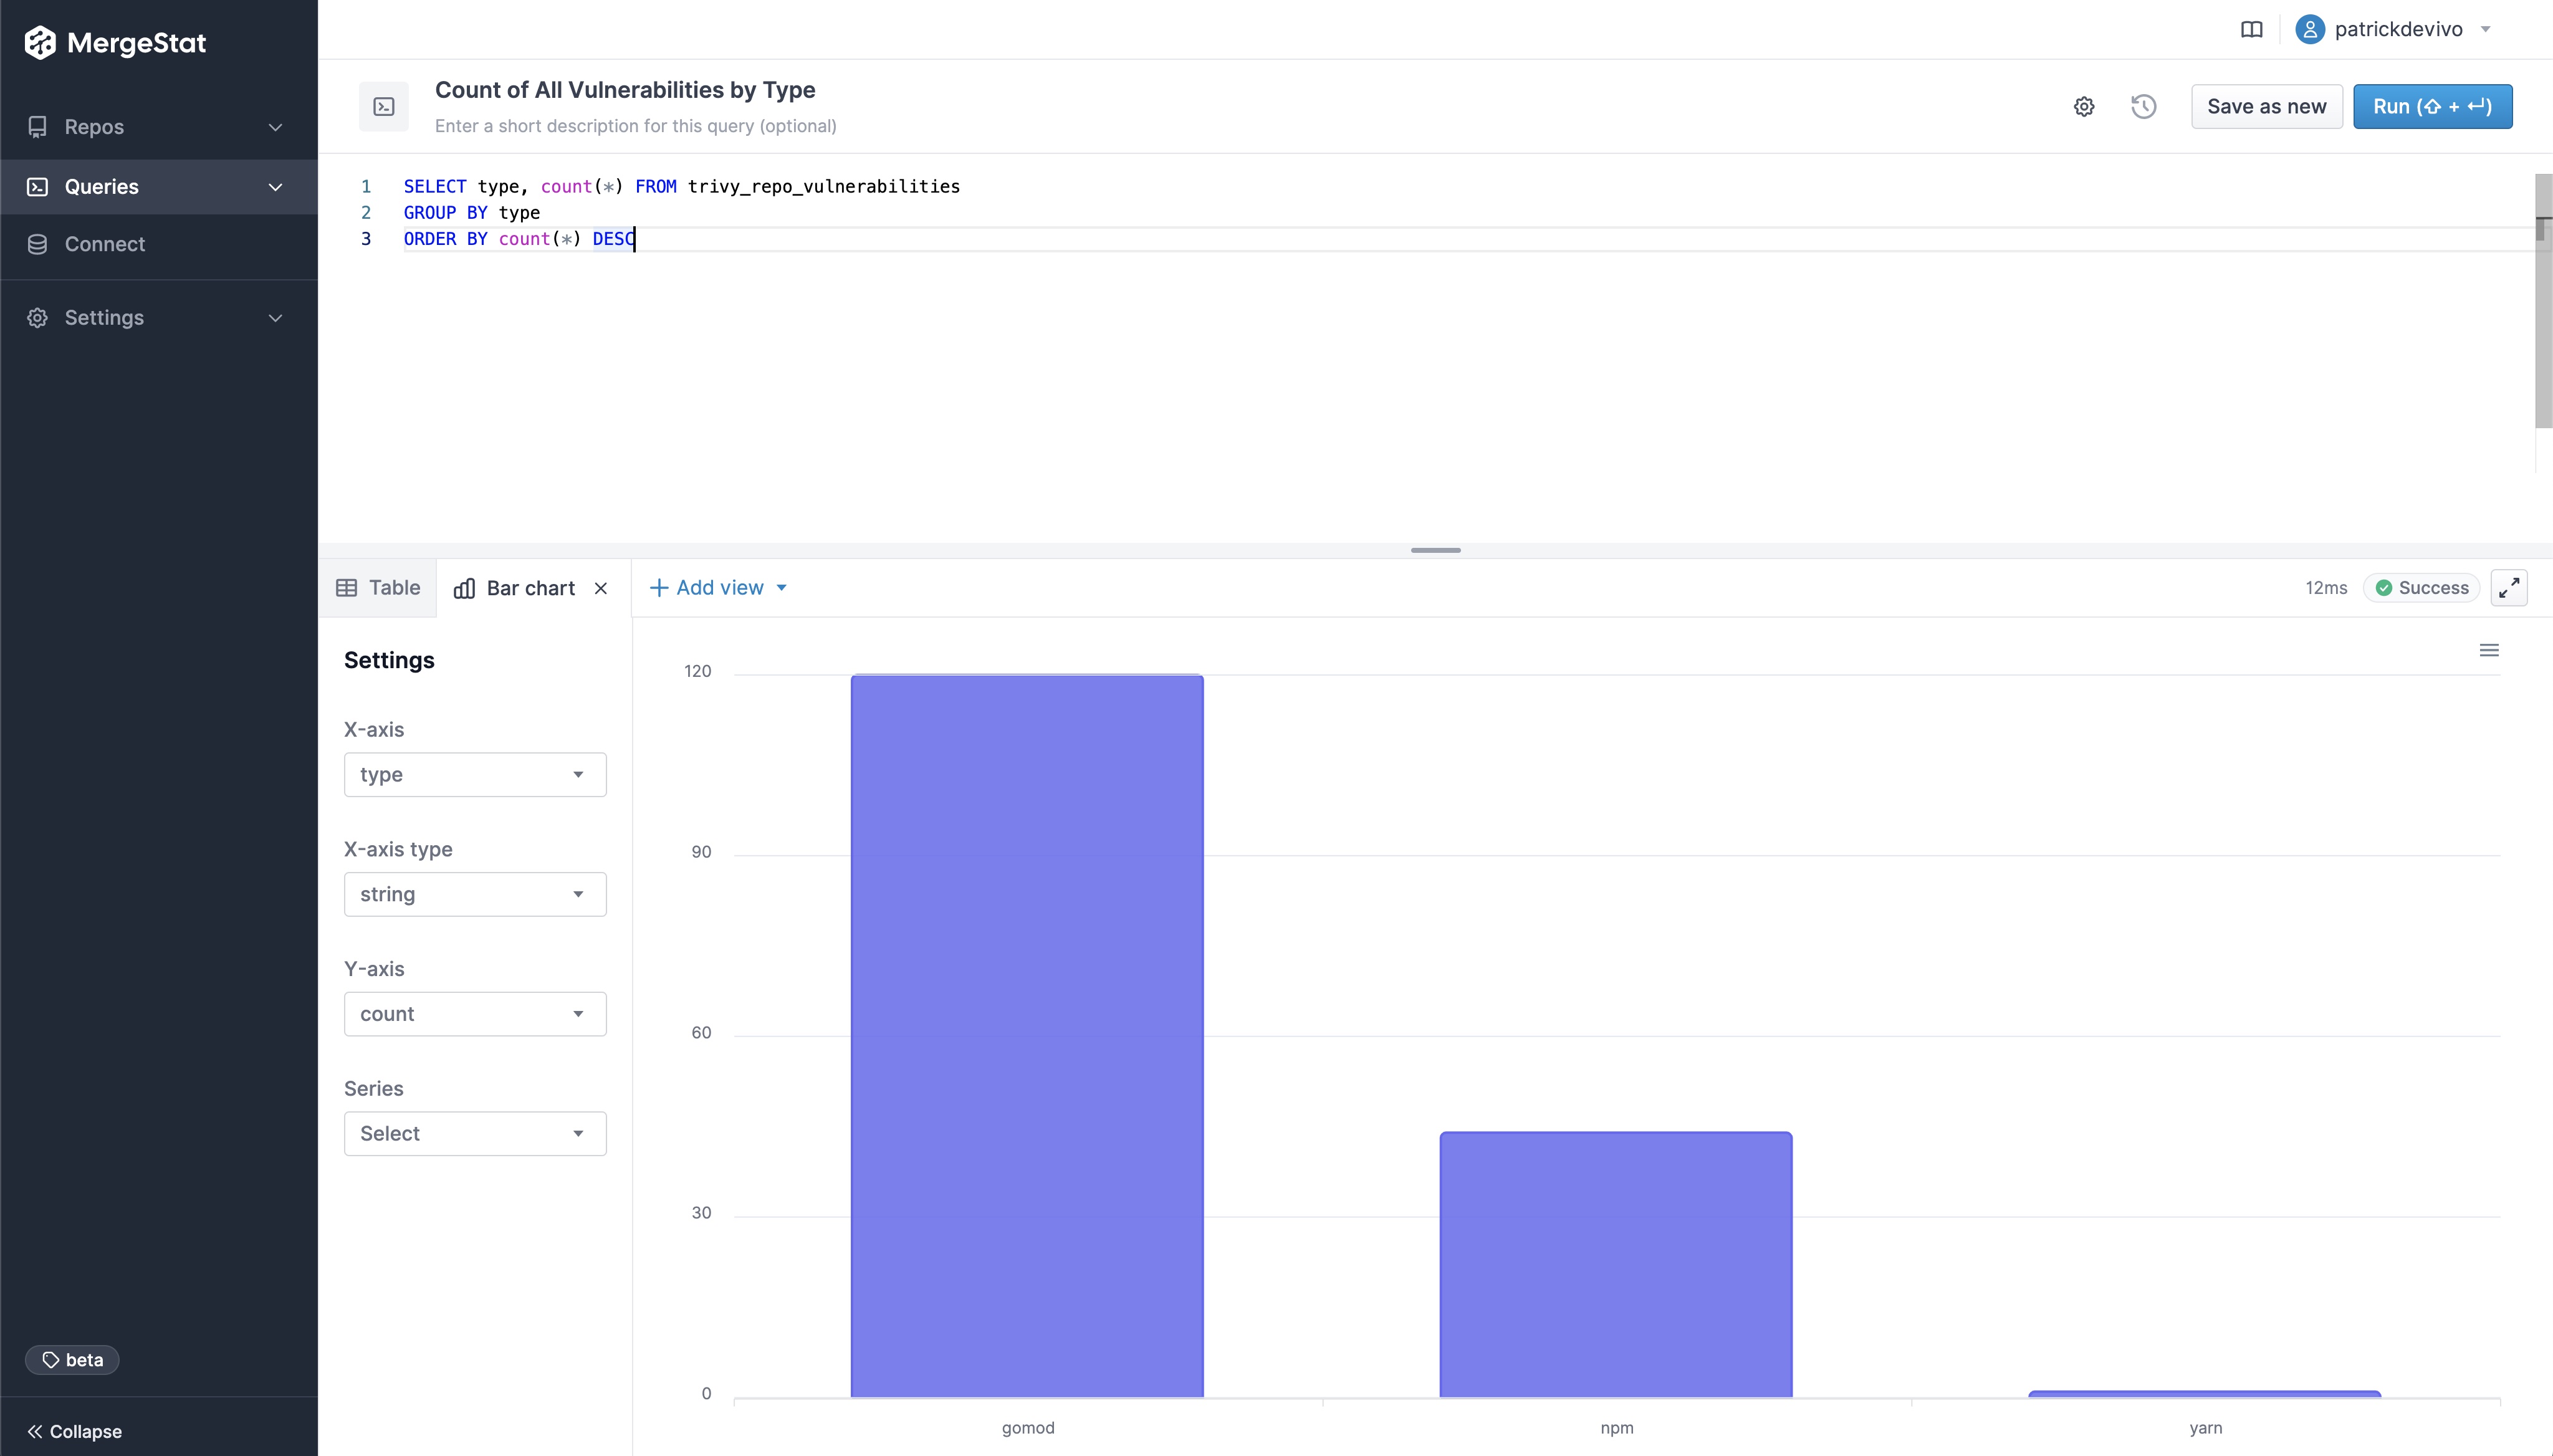 MergeStat
Repos
Queries
Connect
Settings
beta
Collapse
patrickdevivo
Count of All Vulnerabilities by Type
Enter a short description for this query (optional)
Save as new
Run (⇧ + ↵)
1 SELECT type, count(*) FROM trivy_repo_vulnerabilities
2 GROUP BY type
3 ORDER BY count(*) DESC
Table
Bar chart
Add view
12ms
Success
Settings
X-axis
type
X-axis type
string
Y-axis
count
Series
Select
120
90
60
30
0
gomod
npm
yarn